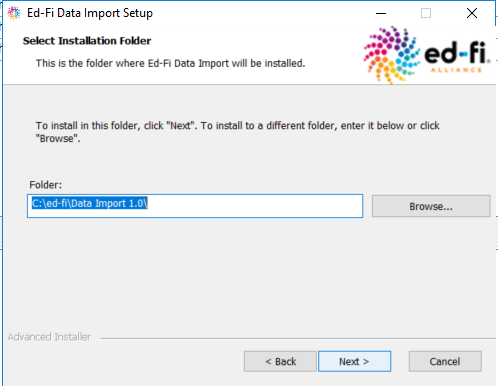 Ed-Fi Data Import Setup
Select Installation Folder
This is the folder where Ed-Fi Data Import will be installed.
ed-fi.
ALLIANCE
To install in this folder, click "Next". To install to a different folder, enter it below or click
"Browse".
Folder:
C:\ed-fi\Data Import 1.0\
Browse...
Advanced Installer
< Back
Next >
Cancel